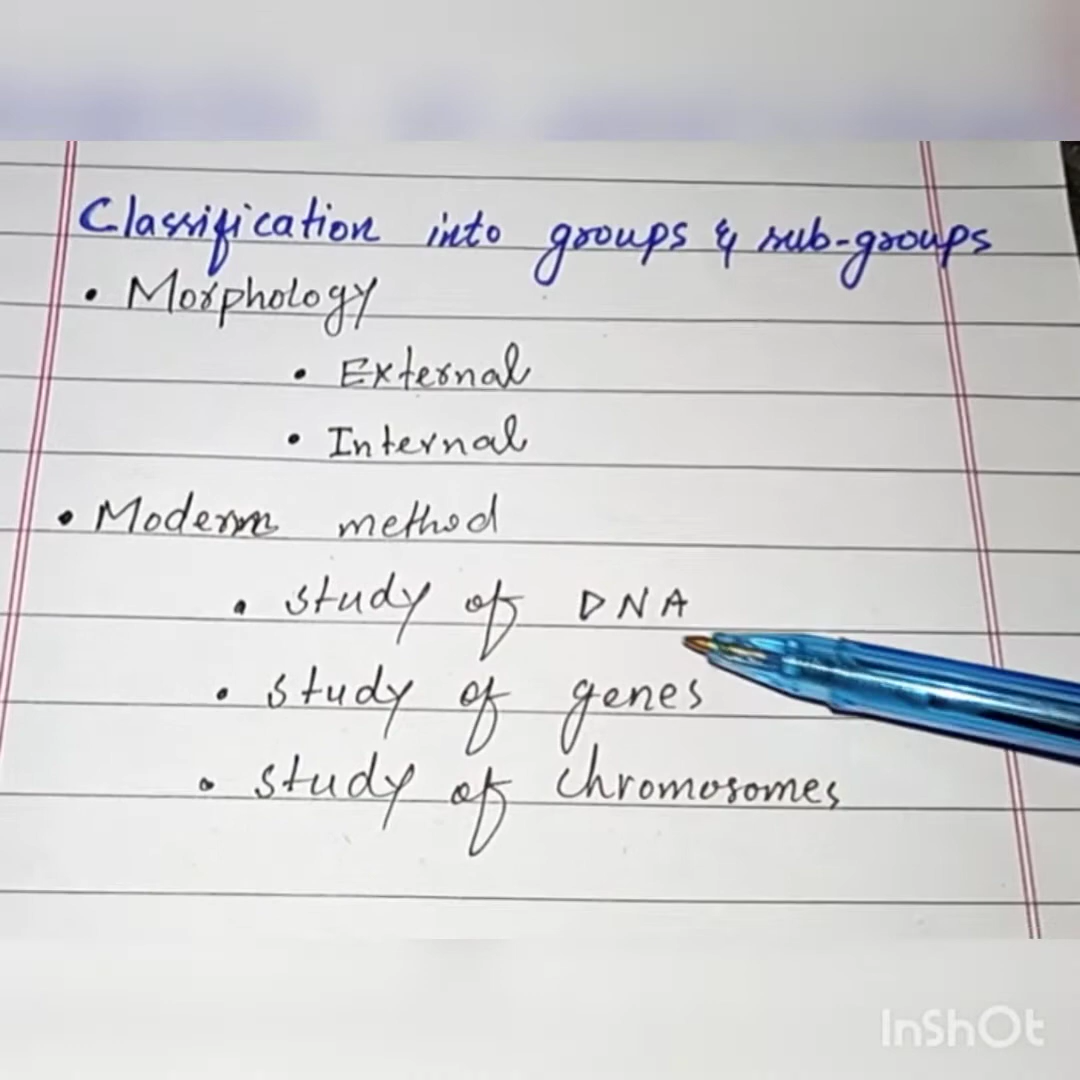 Classification into groups & sub-groups
• Morphology
• External
• Internal
• Modern method
• study of DNA
• study of genes
• study of chromosomes
InShOt